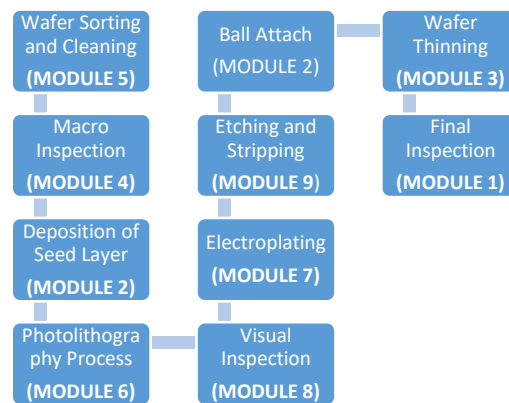 Wafer Sorting
and Cleaning
(MODULE 5)
Macro
Inspection
(MODULE 4)
Deposition of
Seed Layer
(MODULE 2)
Photolithogra
phy Process
(MODULE 6)
Visual
Inspection
(MODULE 8)
Electroplating
(MODULE 7)
Etching and
Stripping
(MODULE 9)
Ball Attach
(MODULE 2)
Wafer
Thinning
(MODULE 3)
Final
Inspection
(MODULE 1)